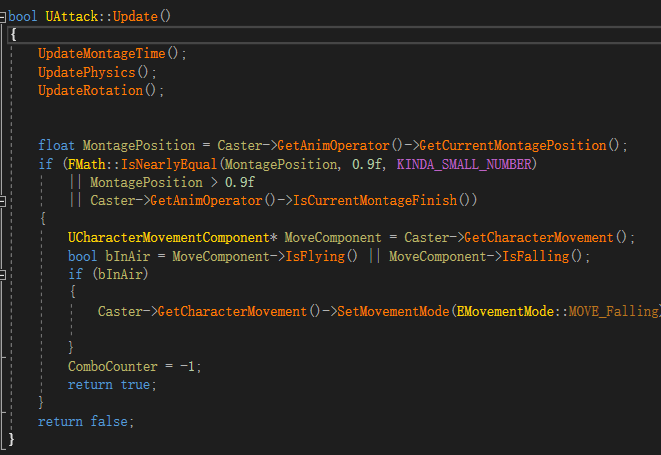 bool UAttack::Update()
{
UpdateMontageTime();
UpdatePhysics();
UpdateRotation();
float MontagePosition = Caster->GetAnimOperator()->GetCurrentMontagePosition();
if (FMath::IsNearlyEqual(MontagePosition, 0.9f, KINDA_SMALL_NUMBER)
|| MontagePosition > 0.9f
|| Caster->GetAnimOperator()->IsCurrentMontageFinish())
{
UCharacterMovementComponent* MoveComponent = Caster->GetCharacterMovement();
bool bInAir = MoveComponent->IsFlying() || MoveComponent->IsFalling();
if (bInAir)
{
Caster->GetCharacterMovement()->SetMovementMode(EMovementMode::MOVE_Falling)
}
ComboCounter = -1;
return true;
}
return false;
}